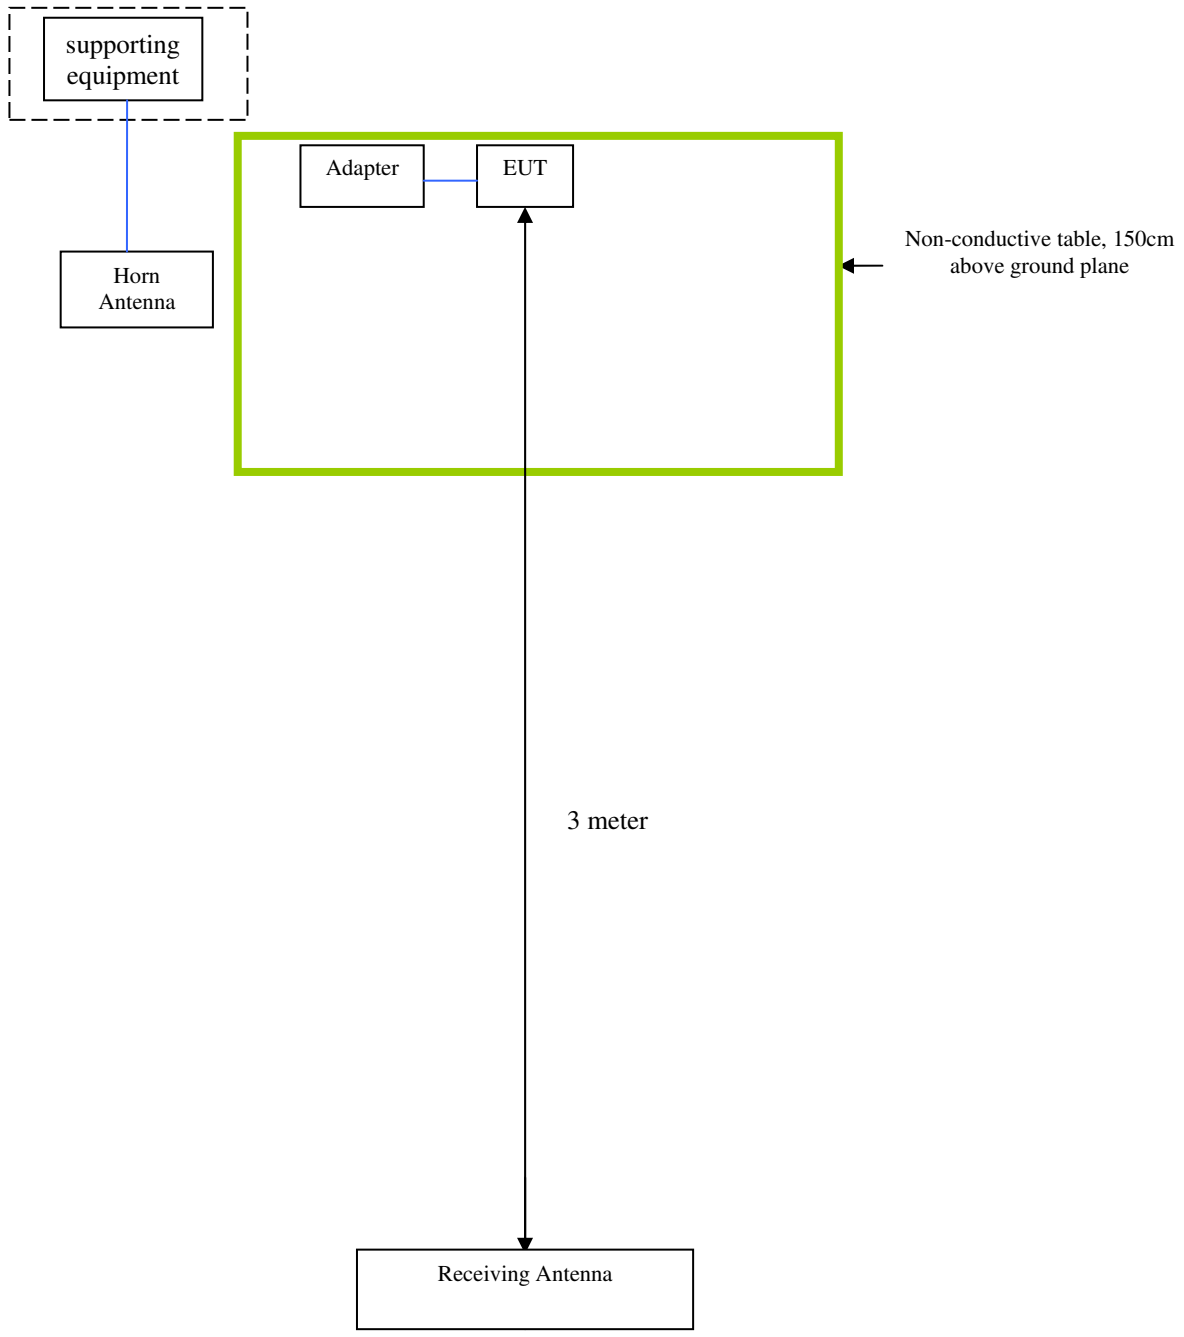 supporting
equipment
Adapter
EUT
Non-conductive table, 150cm
above ground plane
Horn
Antenna
3 meter
Receiving Antenna